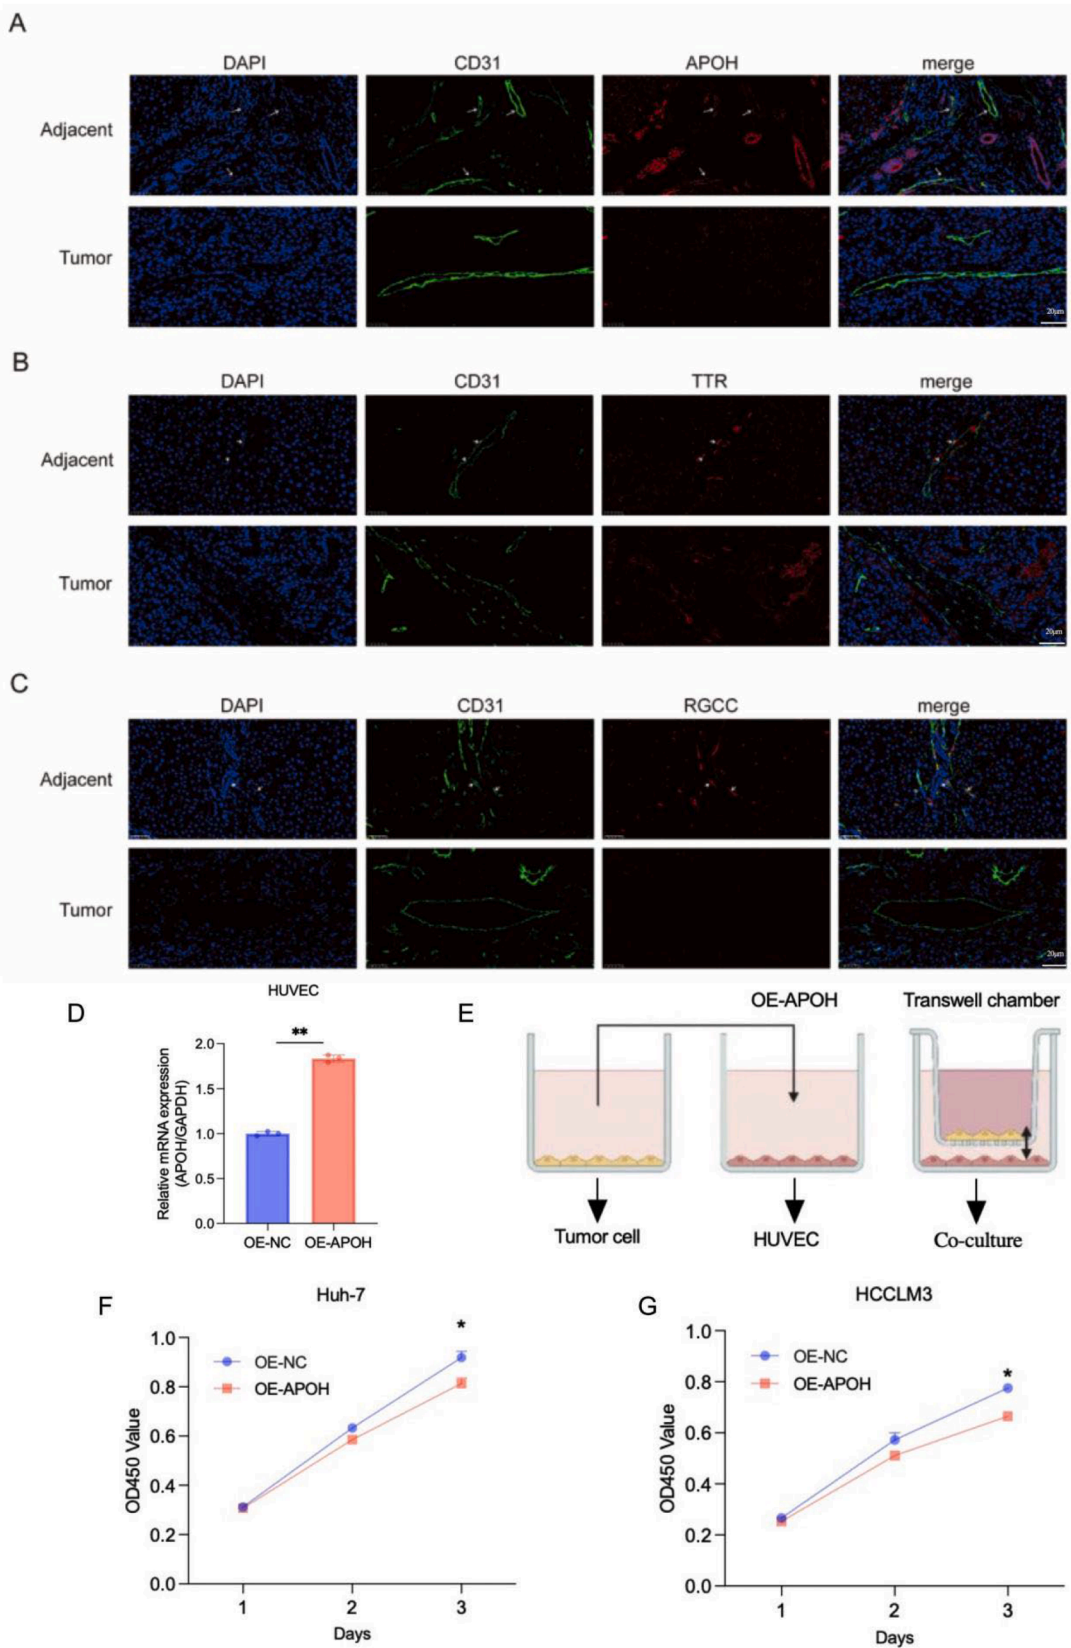 A
DAPI CD31 APOH merge
Adjacent
Tumor
20μm
B
DAPI CD31 TTR merge
Adjacent
Tumor
20μm
C
DAPI CD31 RGCC merge
Adjacent
Tumor
20μm
D
HUVEC
**
Relative mRNA expression
(APOH/GAPDH)
2.0
1.5
1.0
0.5
0.0
OE-NC OE-APOH
E
OE-APOH Transwell chamber
Tumor cell HUVEC Co-culture
F
Huh-7
*
OE-NC
OE-APOH
OD450 Value
1.0
0.8
0.6
0.4
0.2
0.0
1 2 3
Days
G
HCCLM3
*
OE-NC
OE-APOH
OD450 Value
1.0
0.8
0.6
0.4
0.2
0.0
1 2 3
Days